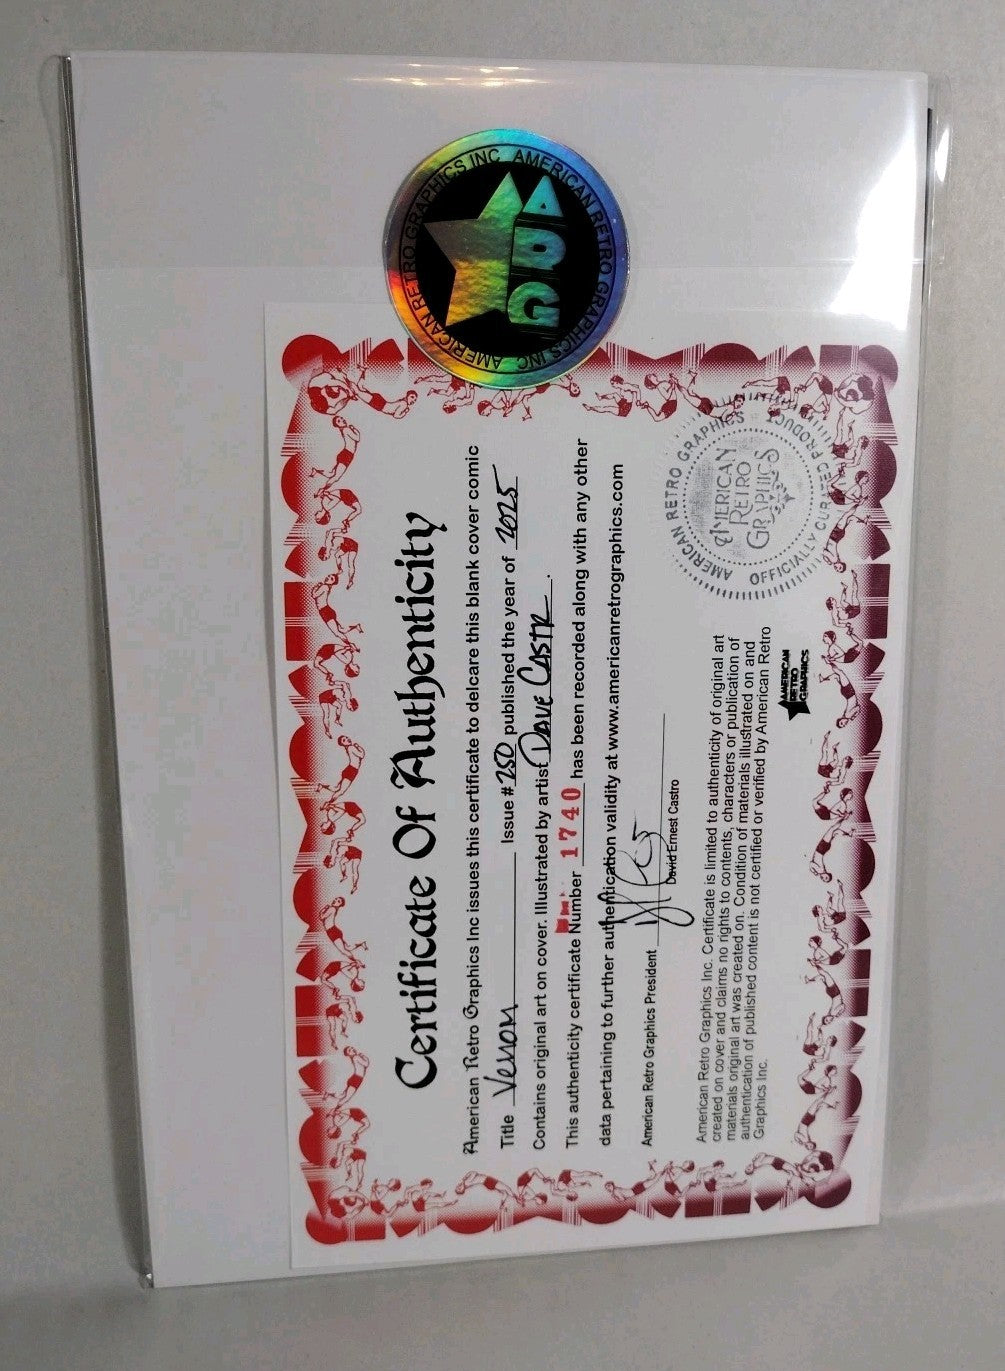 AMERICAN RETRO GRAPHICS INC AMERICAN RETRO GRAPHICS INC
ARG
Certificate Of Authenticity
American Retro Graphics Inc issues this certificate to delcare this blank cover comic
Title Venom Issue # 250 published the year of 2025
Contains original art on cover. Illustrated by artist Dave Castr.
This authenticity certificate Number 1740 has been recorded along with any other
data pertaining to further authentication validity at www.americanretrographics.com
American Retro Graphics President
David Ernest Castro
American Retro Graphics Inc. Certificate is limited to authenticity of original art
created on cover and claims no rights to contents, characters or publication of
materials original art was created on. Condition of materials illustrated on and
authentication of published content is not certified or verified by American Retro
Graphics Inc.
AMERICAN
RETRO
GRAPHICS
AMERICAN RETRO GRAPHICS
OFFICIALLY CURATED PRODUCT
AMERICAN
RETRO
GRAPHICS